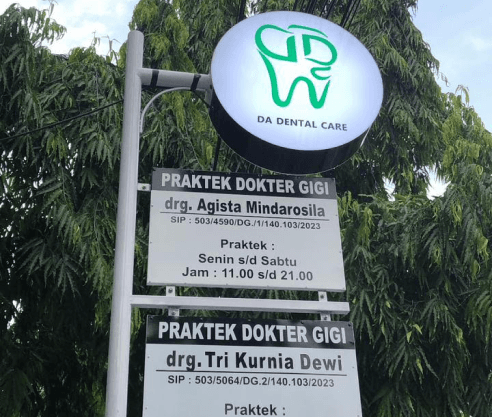 DA DENTAL CARE
PRAKTEK DOKTER GIGI
drg. Agista Mindarosila
SIP : 503/4590/DG./1/140.103/2023
Praktek :
Senin s/d Sabtu
Jam : 11.00 s/d 21.00
PRAKTEK DOKTER GIGI
drg. Tri Kurnia Dewi
SIP : 503/5064/DG.2/140.103/2023
Praktek :